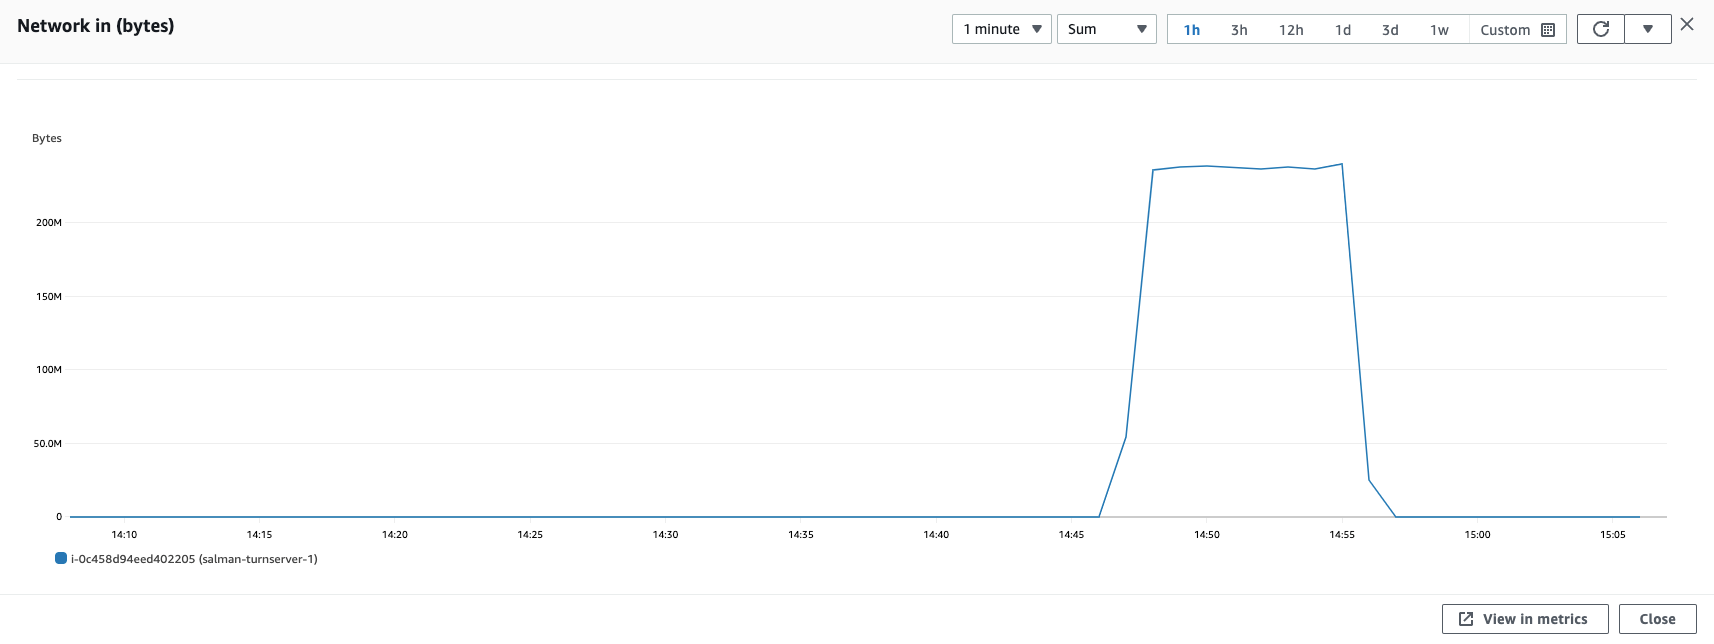 Network in (bytes)
1 minute
Sum
1h
3h
12h
1d
3d
1w
Custom
Bytes
200M
150M
100M
50.0M
0
14:10
14:15
14:20
14:25
14:30
14:35
14:40
14:45
14:50
14:55
15:00
15:05
i-0c458d94eed402205 (salman-turnserver-1)
View in metrics
Close